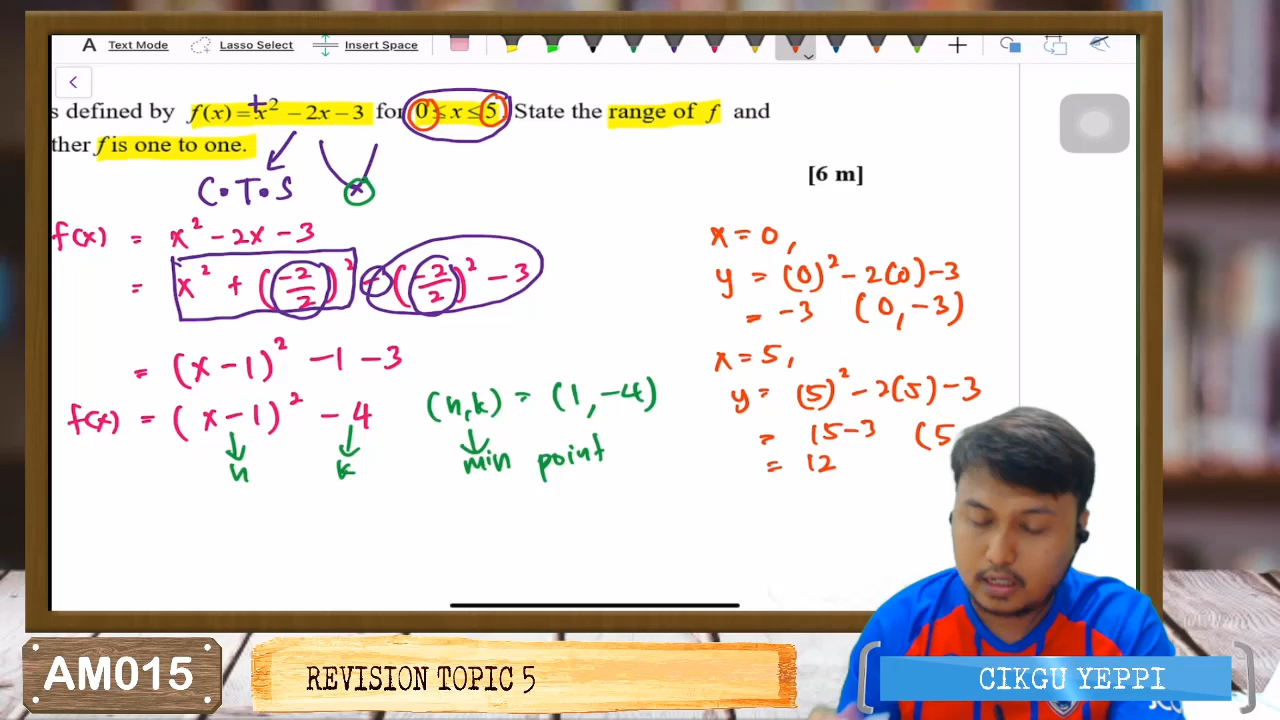 A Text Mode Lasso Select Insert Space
s defined by f(x) = x² − 2x − 3 for 0 ≤ x ≤ 5. State the range of f and
ther f is one to one.
[6 m]
+
C.T.S
f(x) = x² − 2x − 3
= x² + (−2/2)² − (−2/2)² − 3
= (x − 1)² − 1 − 3
f(x) = (x − 1)² − 4
h k
(h, k) = (1, −4)
min point
x = 0,
y = (0)² − 2(0) − 3
= −3 (0, −3)
x = 5,
y = (5)² − 2(5) − 3
= 15 − 3 (5
= 12
AM015
REVISION TOPIC 5
CIKGU YEPPI